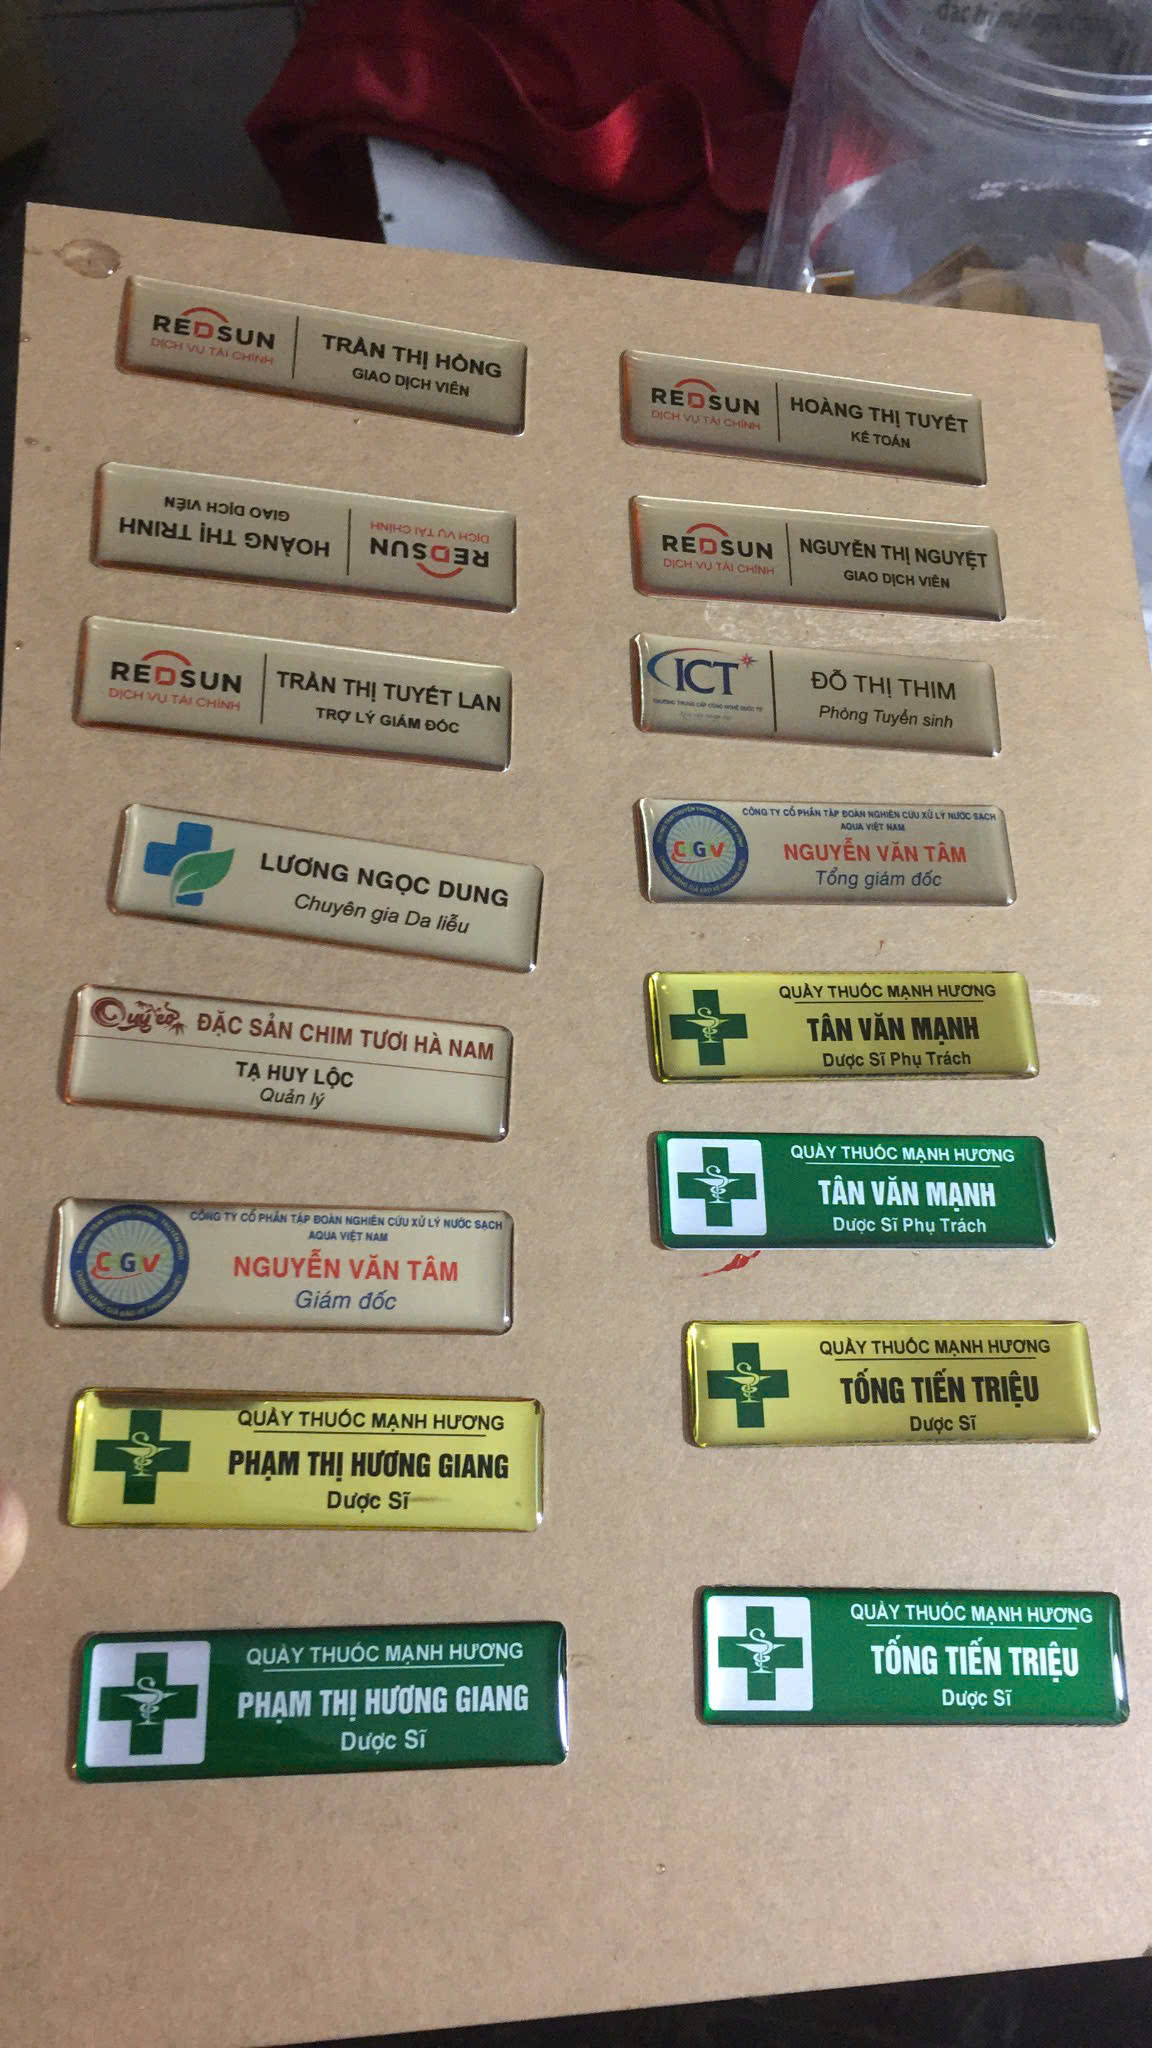 REDSUN
DỊCH VỤ TÀI CHÍNH
TRẦN THỊ HỒNG
GIAO DỊCH VIÊN
REDSUN
DỊCH VỤ TÀI CHÍNH
HOÀNG THỊ TUYẾT
KẾ TOÁN
REDSUN
DỊCH VỤ TÀI CHÍNH
HOÀNG THỊ TRINH
GIAO DỊCH VIÊN
REDSUN
DỊCH VỤ TÀI CHÍNH
NGUYỄN THỊ NGUYỆT
GIAO DỊCH VIÊN
REDSUN
DỊCH VỤ TÀI CHÍNH
TRẦN THỊ TUYẾT LAN
TRỢ LÝ GIÁM ĐỐC
ICT
TRƯỜNG TRUNG CẤP CÔNG NGHỆ QUỐC TẾ
ĐỖ THỊ THIM
Phòng Tuyển sinh
LƯƠNG NGỌC DUNG
Chuyên gia Da liễu
CGV
CÔNG TY CỔ PHẦN TẬP ĐOÀN NGHIÊN CỨU XỬ LÝ NƯỚC SẠCH
AQUA VIỆT NAM
NGUYỄN VĂN TÂM
Tổng giám đốc
ĐẶC SẢN CHIM TƯƠI HÀ NAM
TẠ HUY LỘC
Quản lý
QUẦY THUỐC MẠNH HƯƠNG
TÂN VĂN MẠNH
Dược Sĩ Phụ Trách
QUẦY THUỐC MẠNH HƯƠNG
TÂN VĂN MẠNH
Dược Sĩ Phụ Trách
CGV
CÔNG TY CỔ PHẦN TẬP ĐOÀN NGHIÊN CỨU XỬ LÝ NƯỚC SẠCH
AQUA VIỆT NAM
NGUYỄN VĂN TÂM
Giám đốc
QUẦY THUỐC MẠNH HƯƠNG
TỐNG TIẾN TRIỆU
Dược Sĩ
QUẦY THUỐC MẠNH HƯƠNG
PHẠM THỊ HƯƠNG GIANG
Dược Sĩ
QUẦY THUỐC MẠNH HƯƠNG
TỐNG TIẾN TRIỆU
Dược Sĩ
QUẦY THUỐC MẠNH HƯƠNG
PHẠM THỊ HƯƠNG GIANG
Dược Sĩ